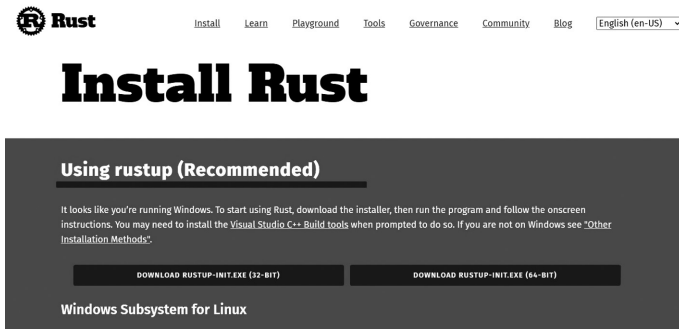 Rust
Install Learn Playground Tools Governance Community Blog English (en-US)
Install Rust
Using rustup (Recommended)
It looks like you're running Windows. To start using Rust, download the installer, then run the program and follow the onscreen
instructions. You may need to install the Visual Studio C++ Build tools when prompted to do so. If you are not on Windows see "Other
Installation Methods".
DOWNLOAD RUSTUP-INIT.EXE (32-BIT) DOWNLOAD RUSTUP-INIT.EXE (64-BIT)
Windows Subsystem for Linux